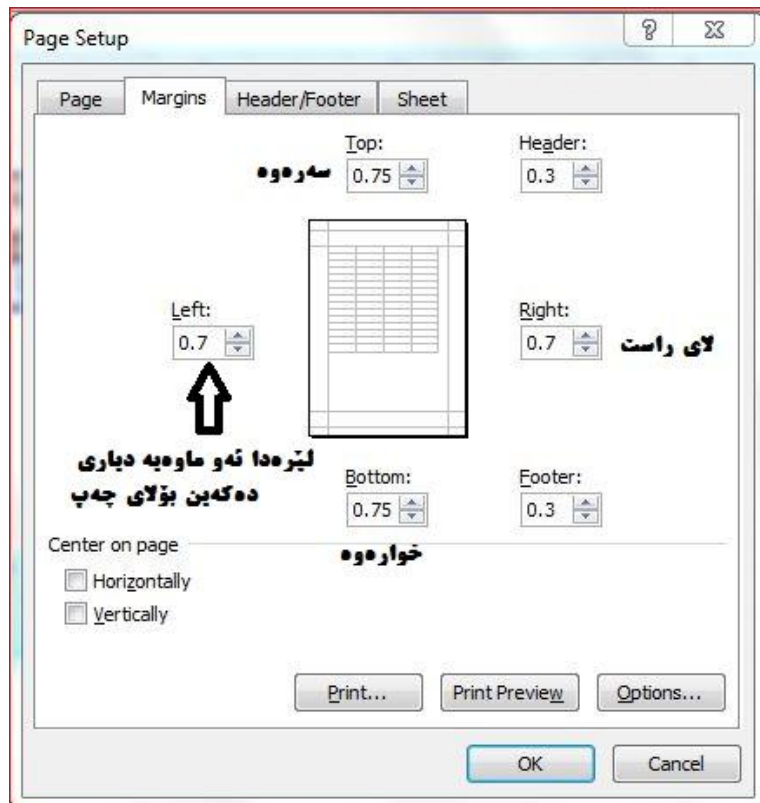 Page Setup
Page Margins Header/Footer Sheet
Top: Header:
سەرەوە 0.75 0.3
Left: Right:
0.7 0.7 لای راست
لێرەدا ئەو ماوەیە دیاری
دەکەین بۆلای چەپ
Bottom: Footer:
0.75 0.3
خوارەوە
Center on page
Horizontally
Vertically
Print... Print Preview Options...
OK Cancel